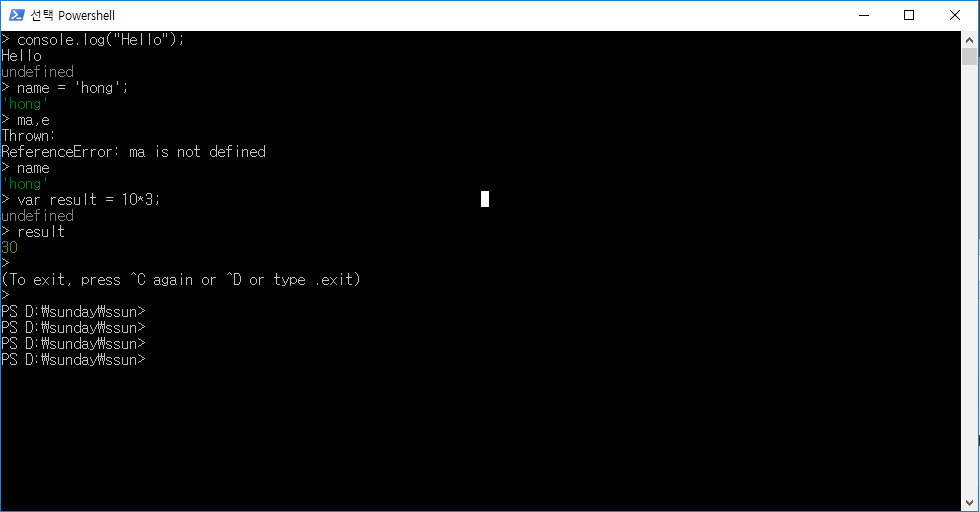 선택 Powershell
> console.log("Hello");
Hello
undefined
> name = 'hong';
'hong'
> ma,e
Thrown:
ReferenceError: ma is not defined
> name
'hong'
> var result = 10*3;
undefined
> result
30
>
(To exit, press ^C again or ^D or type .exit)
>
PS D:₩sunday₩ssun>
PS D:₩sunday₩ssun>
PS D:₩sunday₩ssun>
PS D:₩sunday₩ssun>